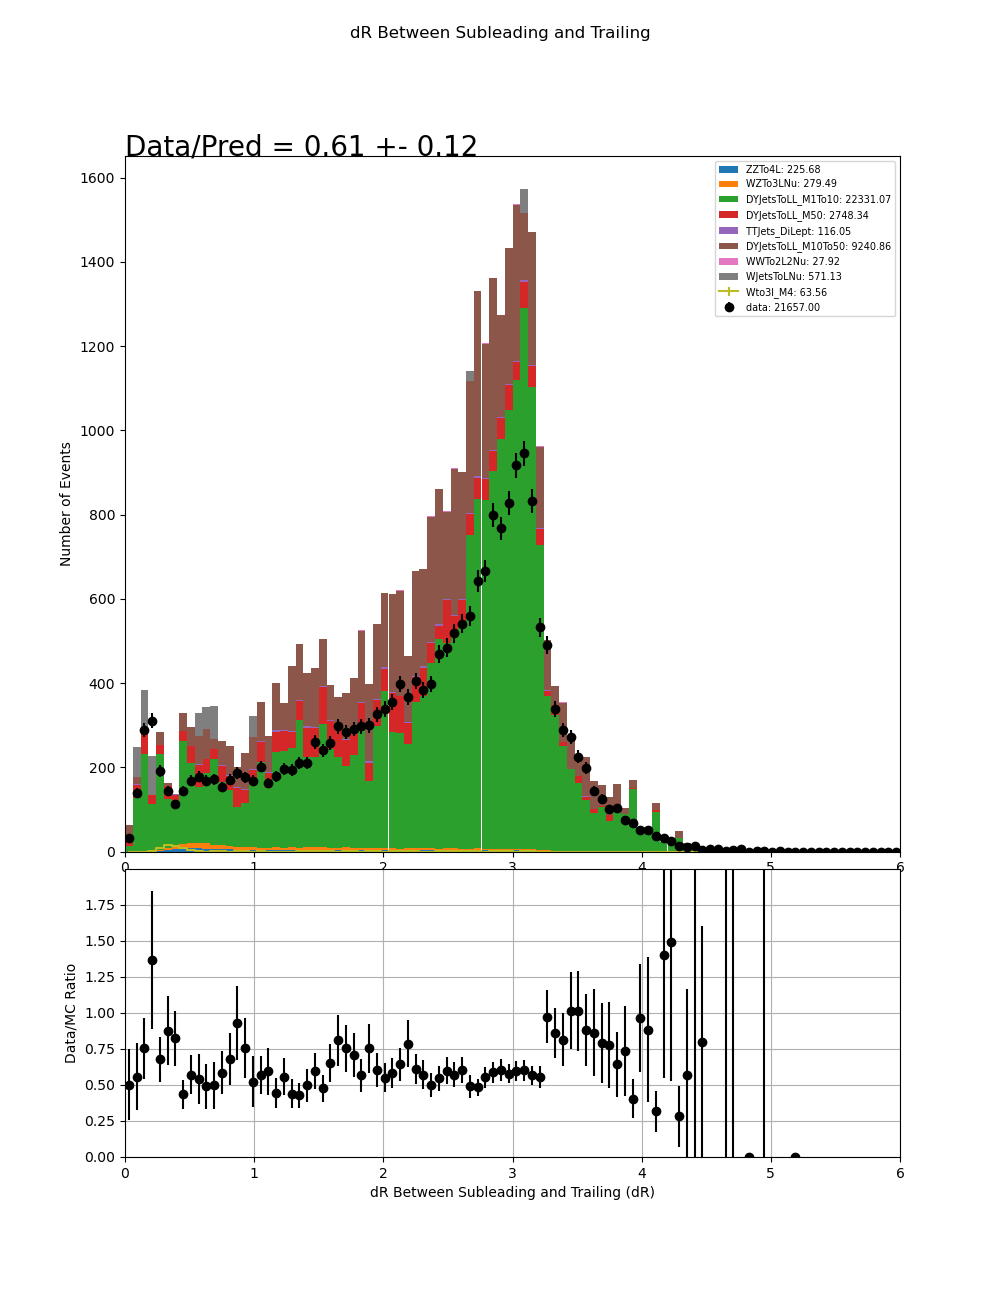 dR Between Subleading and Trailing
Data/Pred = 0.61 +- 0.12
ZZTo4L: 225.68
WZTo3LNu: 279.49
DYJetsToLL_M1To10: 22331.07
DYJetsToLL_M50: 2748.34
TTJets_DiLept: 116.05
DYJetsToLL_M10To50: 9240.86
WWTo2L2Nu: 27.92
WJetsToLNu: 571.13
Wto3l_M4: 63.56
data: 21657.00
1600
1400
1200
1000
800
600
400
200
0
Number of Events
0 1 2 3 4 5 6
1.75
1.50
1.25
1.00
0.75
0.50
0.25
0.00
Data/MC Ratio
0 1 2 3 4 5 6
dR Between Subleading and Trailing (dR)